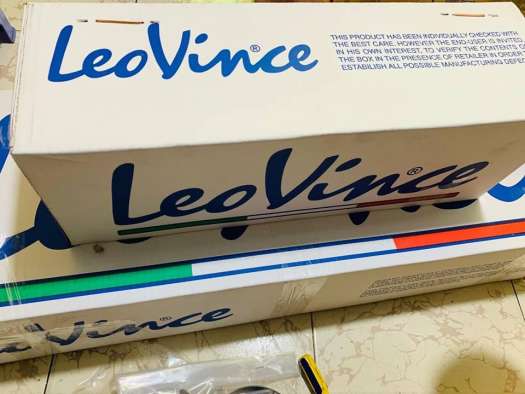 LeoVince®
THIS PRODUCT HAS BEEN INDIVIDUALLY CHECKED WITH
THE BEST CARE. HOWEVER THE END-USER IS INVITED,
IN HIS OWN INTEREST, TO VERIFY THE CONTENTS O
THE BOX IN THE PRESENCE OF RETAILER IN ORDER T
ESTABILISH ALL POSSIBLE MANUFACTURING DEFE
LeoVince®
LeoVince®